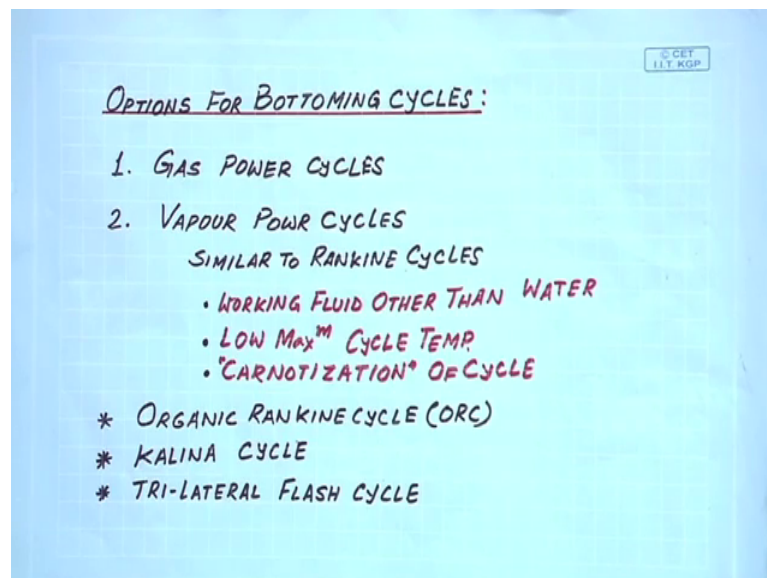 © CET
I.I.T. KGP
OPTIONS FOR BOTTOMING CYCLES:
1. GAS POWER CYCLES
2. VAPOUR POWR CYCLES
SIMILAR TO RANKINE CYCLES
• WORKING FLUID OTHER THAN WATER
• LOW Maxᵐ CYCLE TEMP.
• "CARNOTIZATION" OF CYCLE
* ORGANIC RANKINE CYCLE (ORC)
* KALINA CYCLE
* TRI-LATERAL FLASH CYCLE